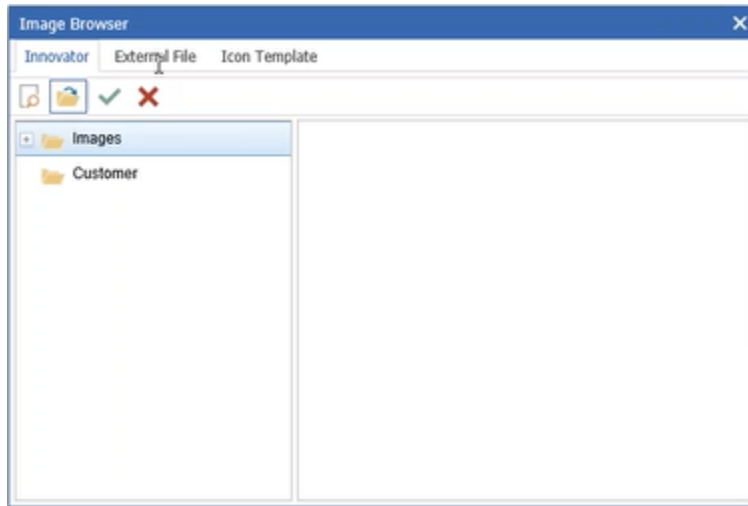 Image Browser
Innovator External File Icon Template
Images
Customer